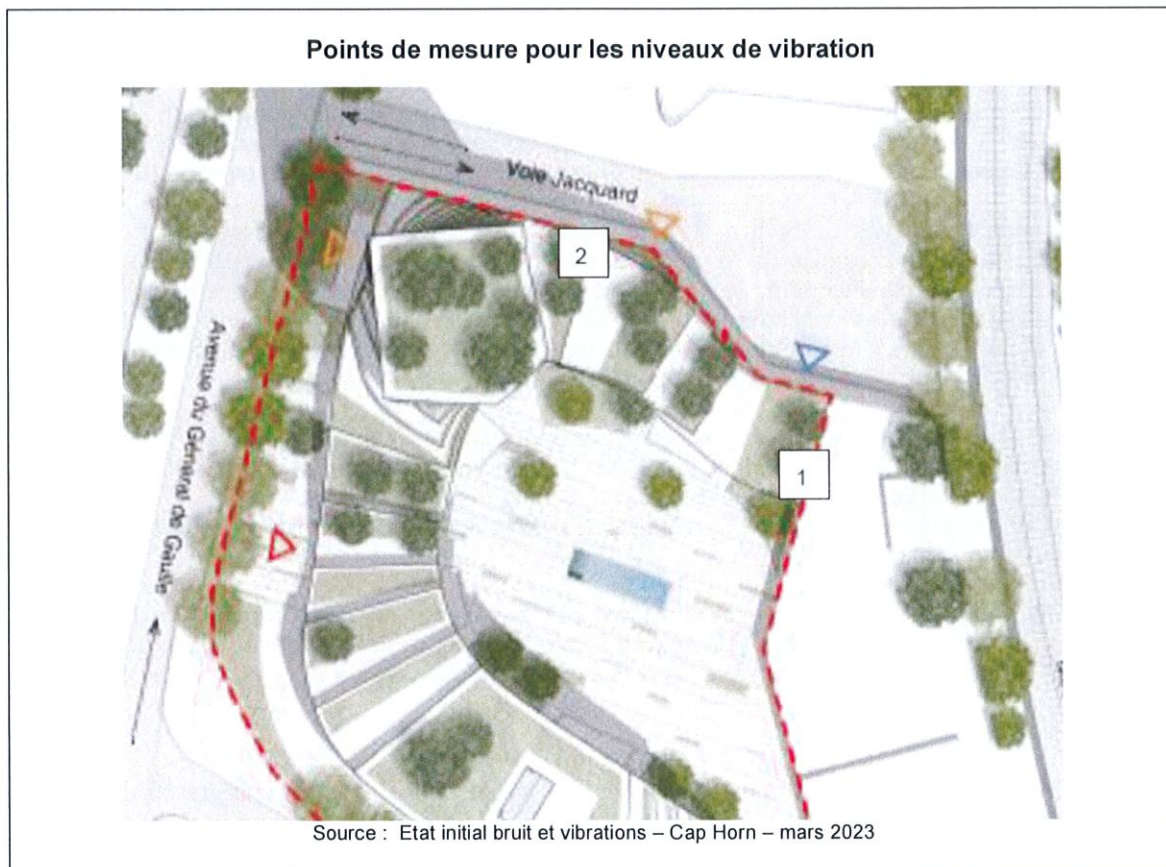 Points de mesure pour les niveaux de vibration
Voie Jacquard
2
1
Avenue du Général de Gaulle
Source : Etat initial bruit et vibrations – Cap Horn – mars 2023